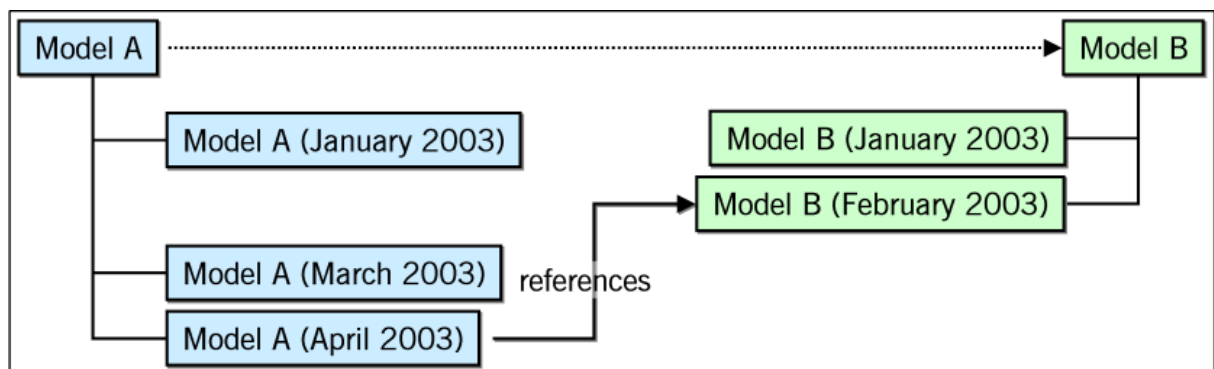 Model A
Model B
Model A (January 2003)
Model B (January 2003)
Model B (February 2003)
Model A (March 2003)
references
Model A (April 2003)